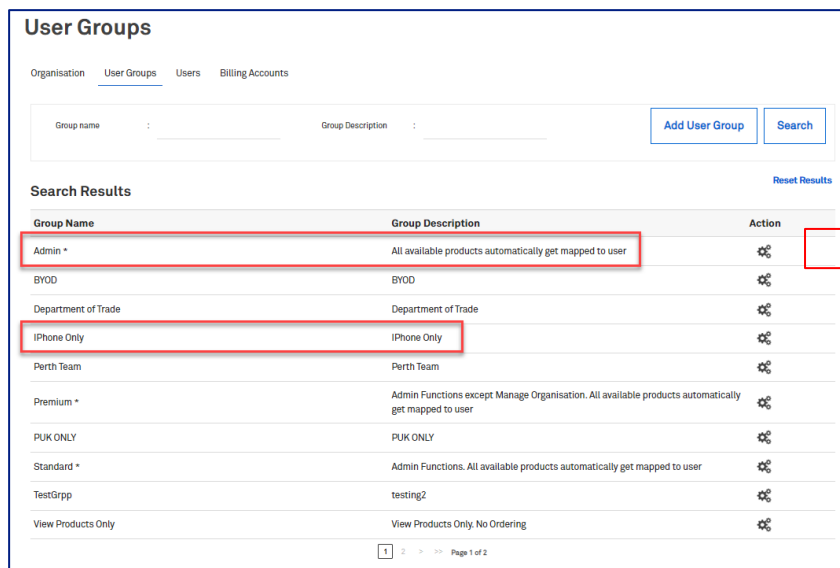 User Groups
Organisation User Groups Users Billing Accounts
Group name : Group Description : Add User Group Search
Reset Results
Search Results
Group Name Group Description Action
Admin * All available products automatically get mapped to user
BYOD BYOD
Department of Trade Department of Trade
IPhone Only IPhone Only
Perth Team Perth Team
Premium * Admin Functions except Manage Organisation. All available products automatically
get mapped to user
PUK ONLY PUK ONLY
Standard * Admin Functions. All available products automatically get mapped to user
TestGrpp testing2
View Products Only View Products Only. No Ordering
1 2 > >> Page 1 of 2